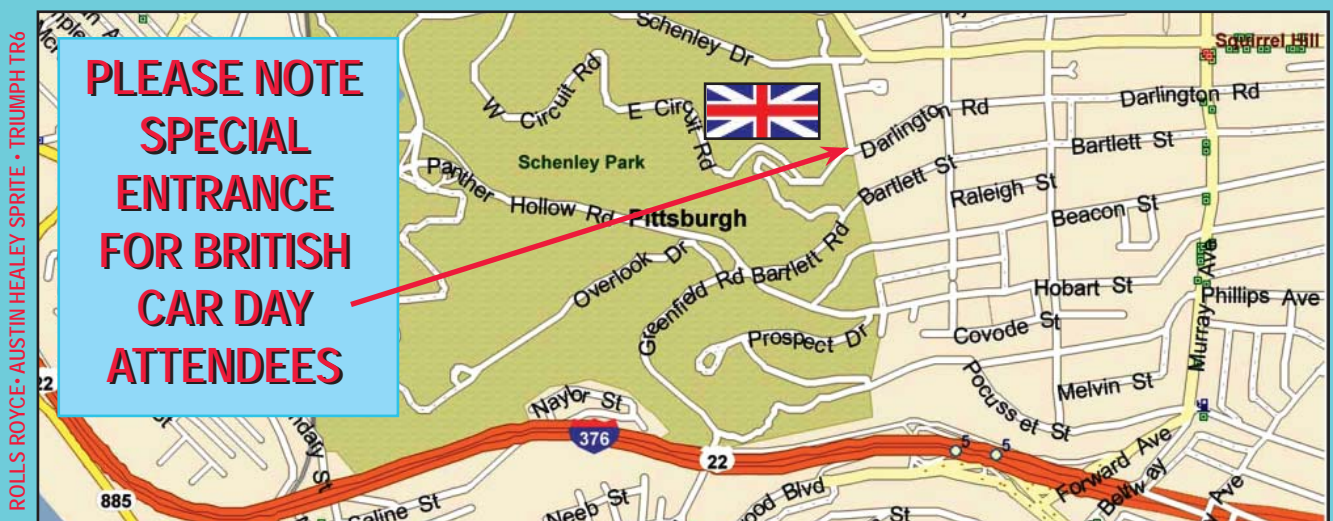 ROLLS ROYCE• AUSTIN HEALEY SPRITE • TRIUMPH TR6
PLEASE NOTE
SPECIAL
ENTRANCE
FOR BRITISH
CAR DAY
ATTENDEES
Schenley Dr
Squirrel Hill
W Circuit Rd
E Circuit Rd
Darlington Rd
Darlington Rd
Bartlett St
Bartlett St
Schenley Park
Panther Hollow Rd
Pittsburgh
Raleigh St
Beacon St
Overlook Dr
Greenfield Rd
Bartlett Rd
Hobart St
Phillips Ave
Murray Ave
Prospect Dr
Covode St
Pocusset St
Melvin St
Naylor St
376
22
22
5
5
885
Saline St
Neeb St
Forward Ave
Beltway
St
Ave